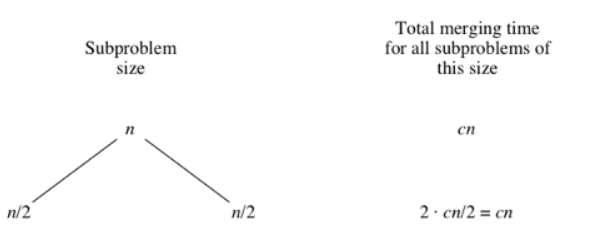 Subproblem
size
Total merging time
for all subproblems of
this size
n
cn
n/2
n/2
2 · cn/2 = cn